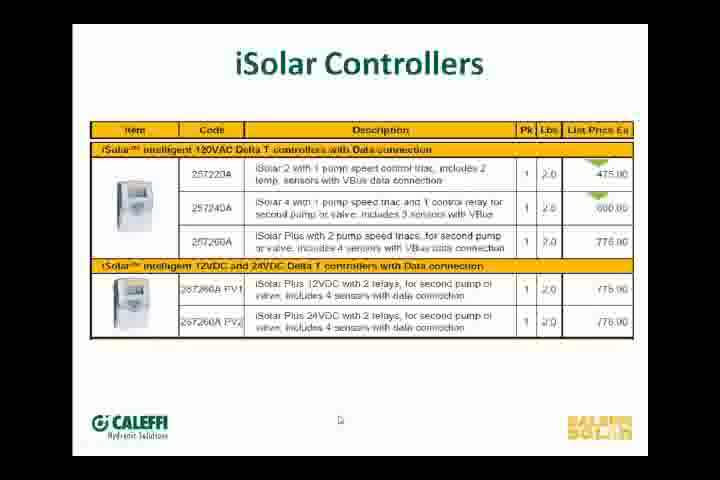 iSolar Controllers
Item Code Description Pk Lbs List Price Ea
iSolar™ intelligent 120VAC Delta T controllers with Data connection
257220A iSolar 2 with 1 pump speed control triac, includes 2 1 2.0 475.00
temp. sensors with VBus data connection
257240A iSolar 4 with 1 pump speed triac and 1 control relay for 1 2.0
second pump or valve, includes 3 sensors with VBus
257260A iSolar Plus with 2 pump speed triacs, for second pump 1 2.0 775.00
or valve, includes 4 sensors with VBus data connection
iSolar™ intelligent 12VDC and 24VDC Delta T controllers with Data connection
257260A PV1 iSolar Plus 12VDC with 2 relays, for second pump or 1 2.0 775.00
valve, includes 4 sensors with data connection
257260A PV2 iSolar Plus 24VDC with 2 relays, for second pump or 1 2.0 775.00
valve, includes 4 sensors with data connection
CALEFFI
Hydronic Solutions
CALEFFI
SOLAR